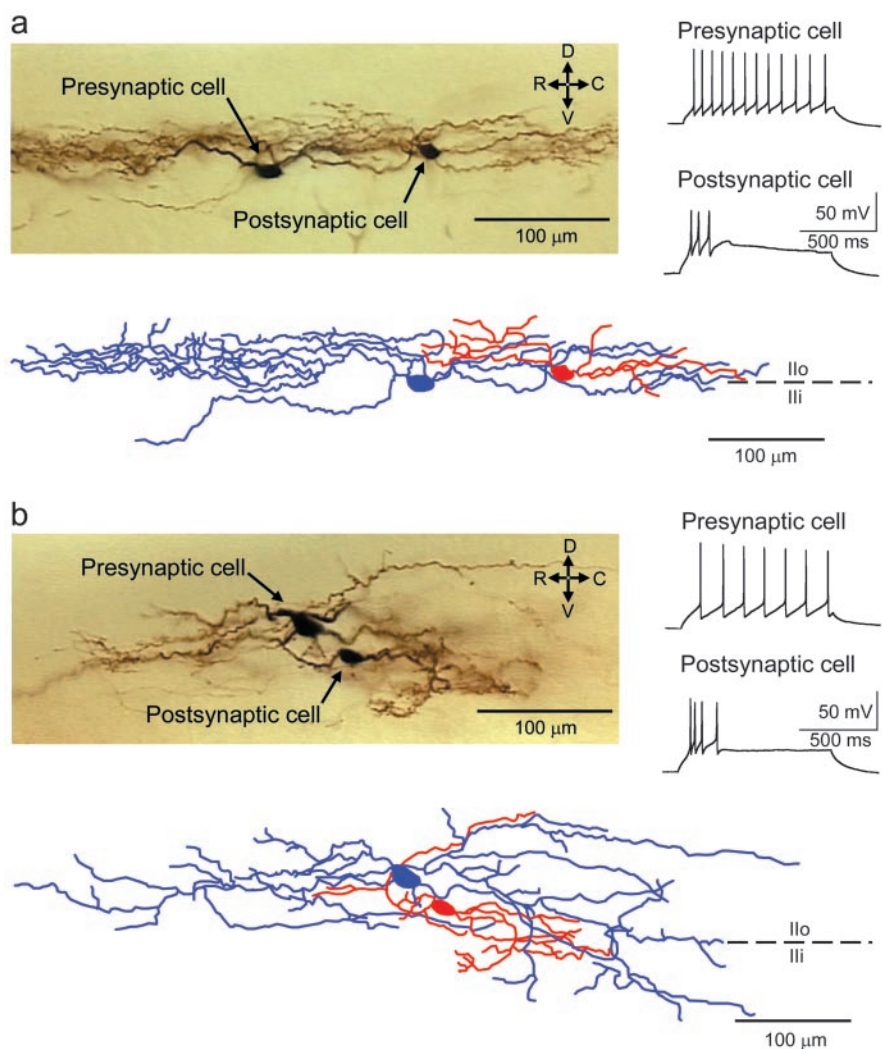 a
D
R C
V
Presynaptic cell
Postsynaptic cell
100 μm
Presynaptic cell
Postsynaptic cell
50 mV
500 ms
IIo
IIi
100 μm
b
D
R C
V
Presynaptic cell
Postsynaptic cell
100 μm
Presynaptic cell
Postsynaptic cell
50 mV
500 ms
IIo
IIi
100 μm